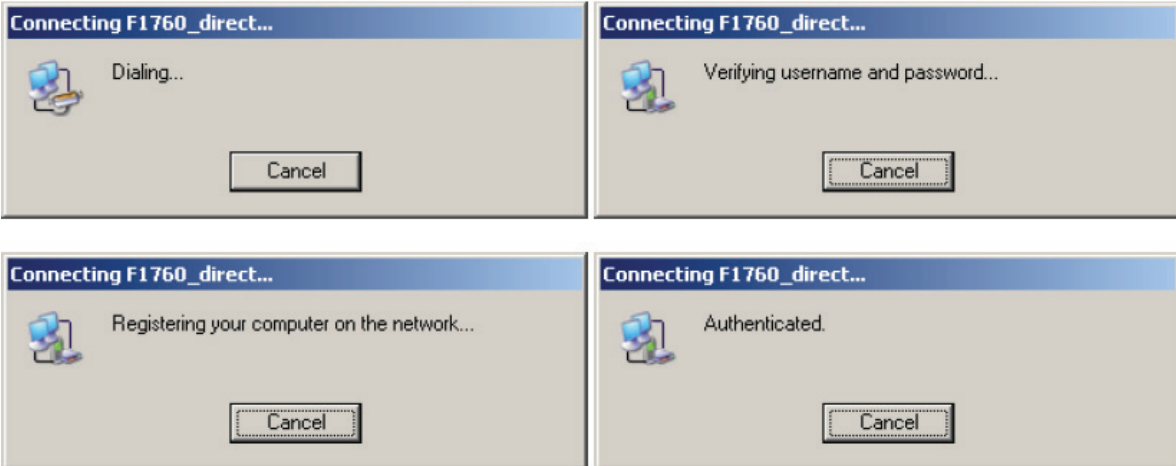 Connecting F1760_direct...
Dialing...
Cancel
Connecting F1760_direct...
Verifying username and password...
Cancel
Connecting F1760_direct...
Registering your computer on the network...
Cancel
Connecting F1760_direct...
Authenticated.
Cancel